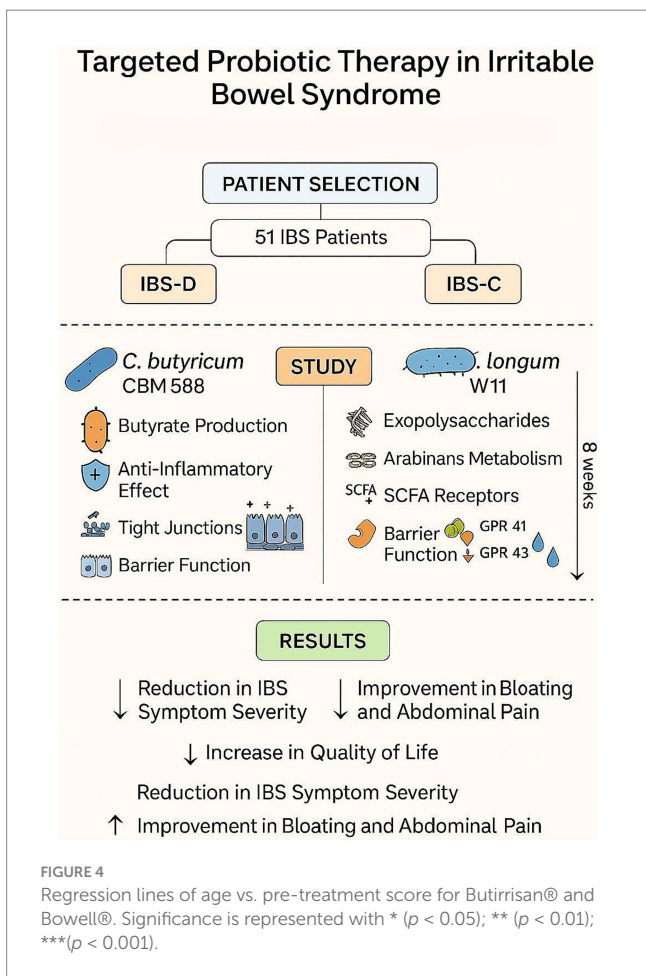 Targeted Probiotic Therapy in Irritable
Bowel Syndrome
PATIENT SELECTION
51 IBS Patients
IBS-D
IBS-C
C. butyricum
CBM 588
Butyrate Production
Anti-Inflammatory
Effect
Tight Junctions
+ + +
Barrier Function
STUDY
. longum
W11
Exopolysaccharides
Arabinans Metabolism
SCFA
+
SCFA Receptors
Barrier
Function
GPR 41
GPR 43
8 weeks
RESULTS
↓ Reduction in IBS
Symptom Severity
↓ Improvement in Bloating
and Abdominal Pain
↓ Increase in Quality of Life
Reduction in IBS Symptom Severity
↑ Improvement in Bloating and Abdominal Pain
FIGURE 4
Regression lines of age vs. pre-treatment score for Butirrisan® and
Bowell®. Significance is represented with * (p < 0.05); ** (p < 0.01);
***(p < 0.001).